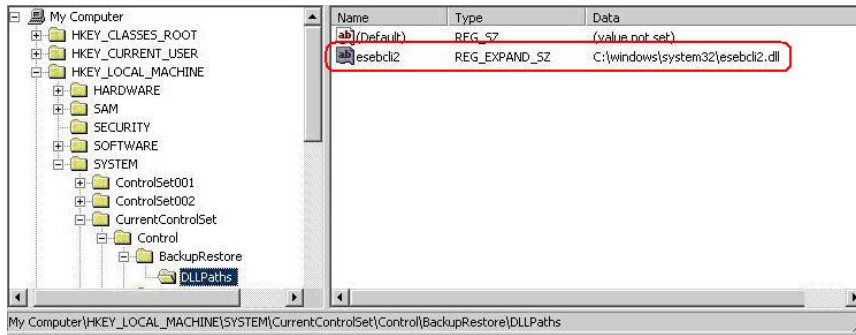 My Computer
HKEY_CLASSES_ROOT
HKEY_CURRENT_USER
HKEY_LOCAL_MACHINE
HARDWARE
SAM
SECURITY
SOFTWARE
SYSTEM
ControlSet001
ControlSet002
CurrentControlSet
Control
BackupRestore
DLLPaths
Name Type Data
ab (Default) REG_SZ (value not set)
ab esebcli2 REG_EXPAND_SZ C:\windows\system32\esebcli2.dll
My Computer\HKEY_LOCAL_MACHINE\SYSTEM\CurrentControlSet\Control\BackupRestore\DLLPaths